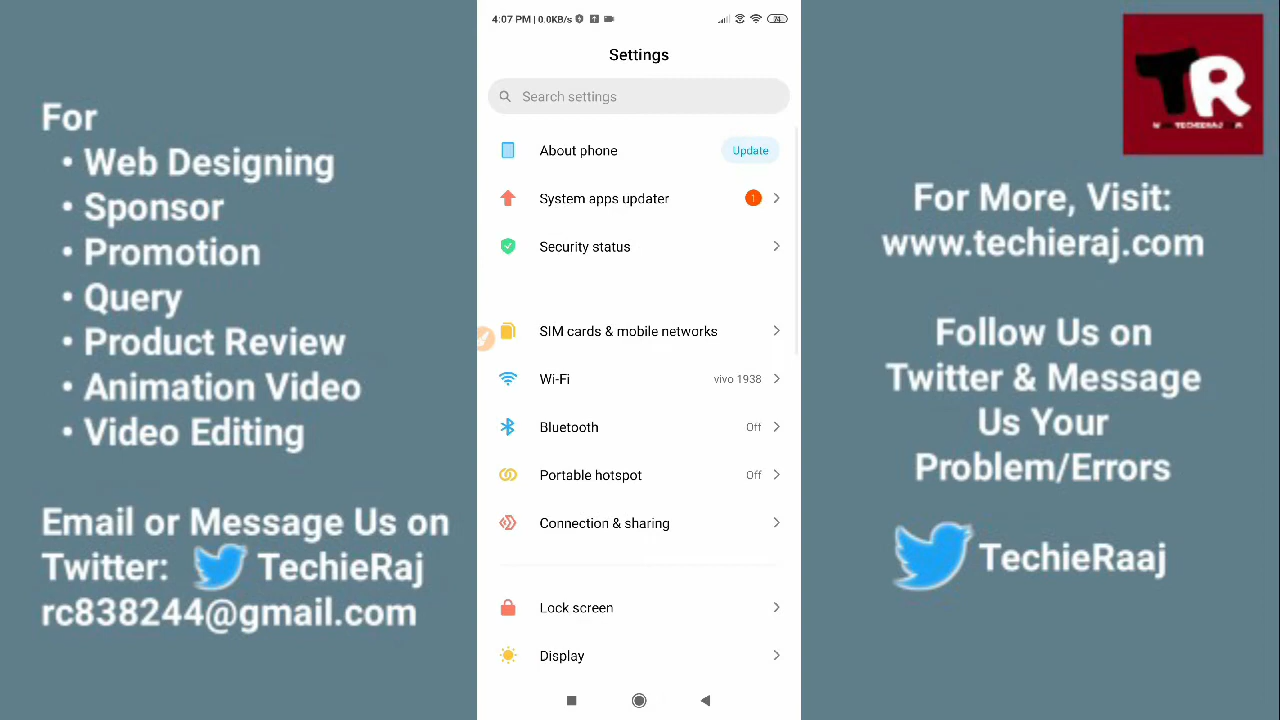 For
• Web Designing
• Sponsor
• Promotion
• Query
• Product Review
• Animation Video
• Video Editing
Email or Message Us on
Twitter: TechieRaj
rc838244@gmail.com
4:07 PM | 0.0KB/s
74
Settings
Search settings
About phone
Update
System apps updater
1
Security status
SIM cards & mobile networks
Wi-Fi
vivo 1938
Bluetooth
Off
Portable hotspot
Off
Connection & sharing
Lock screen
Display
TR
For More, Visit:
www.techieraj.com
Follow Us on
Twitter & Message
Us Your
Problem/Errors
TechieRaaj